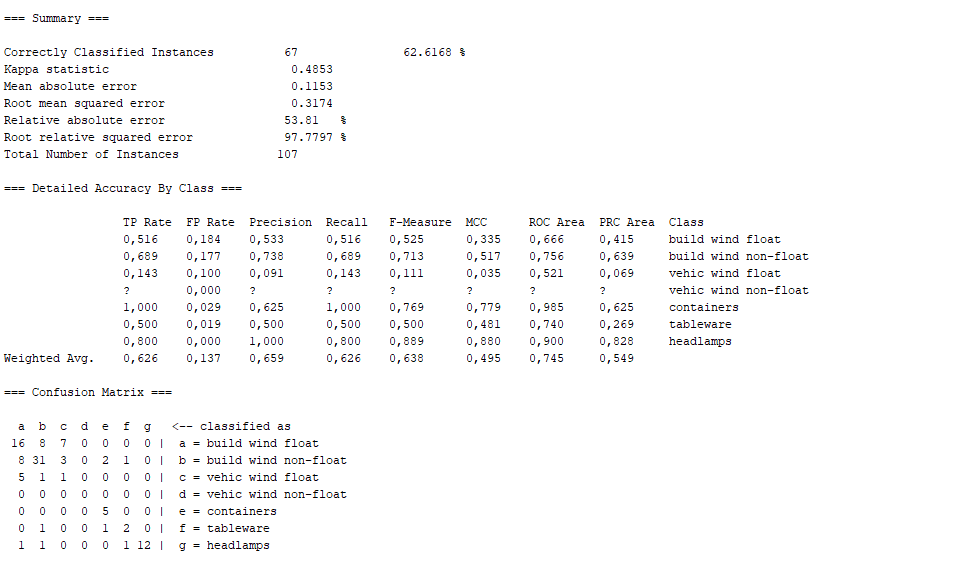 === Summary ===
Correctly Classified Instances 67 62.6168 %
Kappa statistic 0.4853
Mean absolute error 0.1153
Root mean squared error 0.3174
Relative absolute error 53.81 %
Root relative squared error 97.7797 %
Total Number of Instances 107
=== Detailed Accuracy By Class ===
TP Rate FP Rate Precision Recall F-Measure MCC ROC Area PRC Area Class
0,516 0,184 0,533 0,516 0,525 0,335 0,666 0,415 build wind float
0,689 0,177 0,738 0,689 0,713 0,517 0,756 0,639 build wind non-float
0,143 0,100 0,091 0,143 0,111 0,035 0,521 0,069 vehic wind float
? 0,000 ? ? ? ? ? ? vehic wind non-float
1,000 0,029 0,625 1,000 0,769 0,779 0,985 0,625 containers
0,500 0,019 0,500 0,500 0,500 0,481 0,740 0,269 tableware
0,800 0,000 1,000 0,800 0,889 0,880 0,900 0,828 headlamps
Weighted Avg. 0,626 0,137 0,659 0,626 0,638 0,495 0,745 0,549
=== Confusion Matrix ===
a b c d e f g <-- classified as
16 8 7 0 0 0 0 | a = build wind float
8 31 3 0 2 1 0 | b = build wind non-float
5 1 1 0 0 0 0 | c = vehic wind float
0 0 0 0 0 0 0 | d = vehic wind non-float
0 0 0 0 5 0 0 | e = containers
0 1 0 0 1 2 0 | f = tableware
1 1 0 0 0 1 12 | g = headlamps